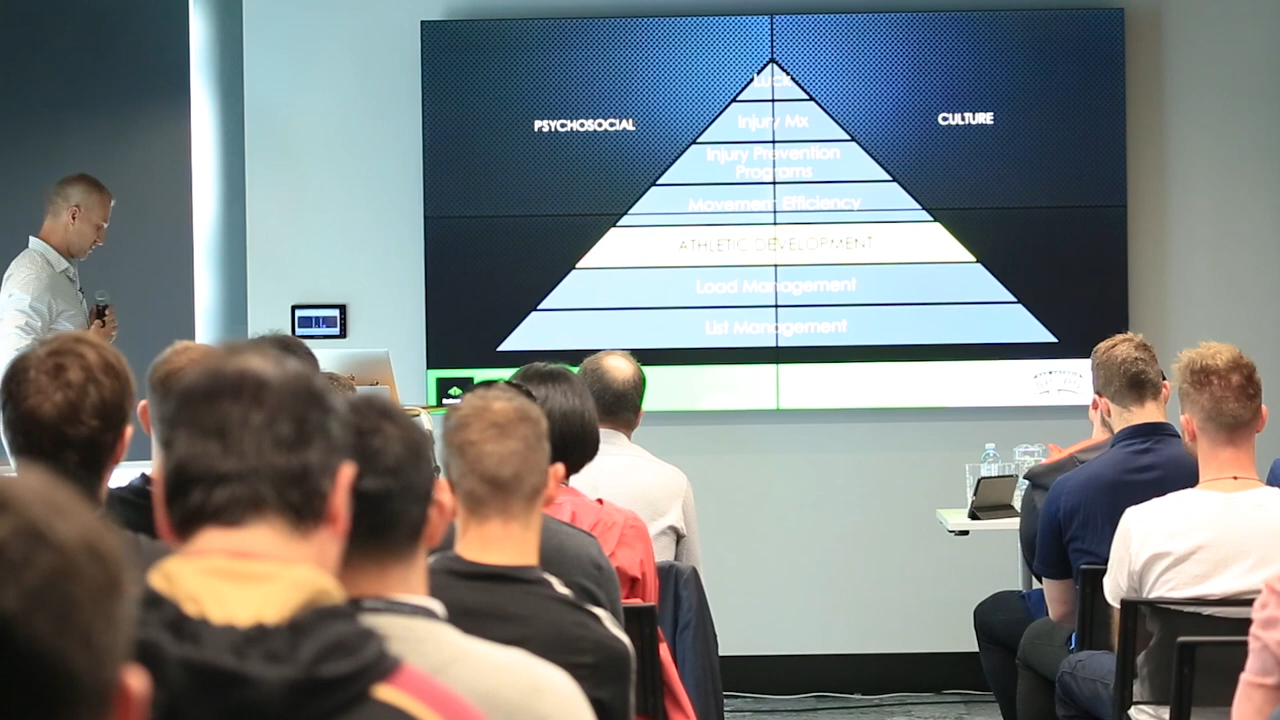 Luck
PSYCHOSOCIAL
CULTURE
Injury Mx
Injury Prevention
Programs
Movement Efficiency
ATHLETIC DEVELOPMENT
Load Management
List Management